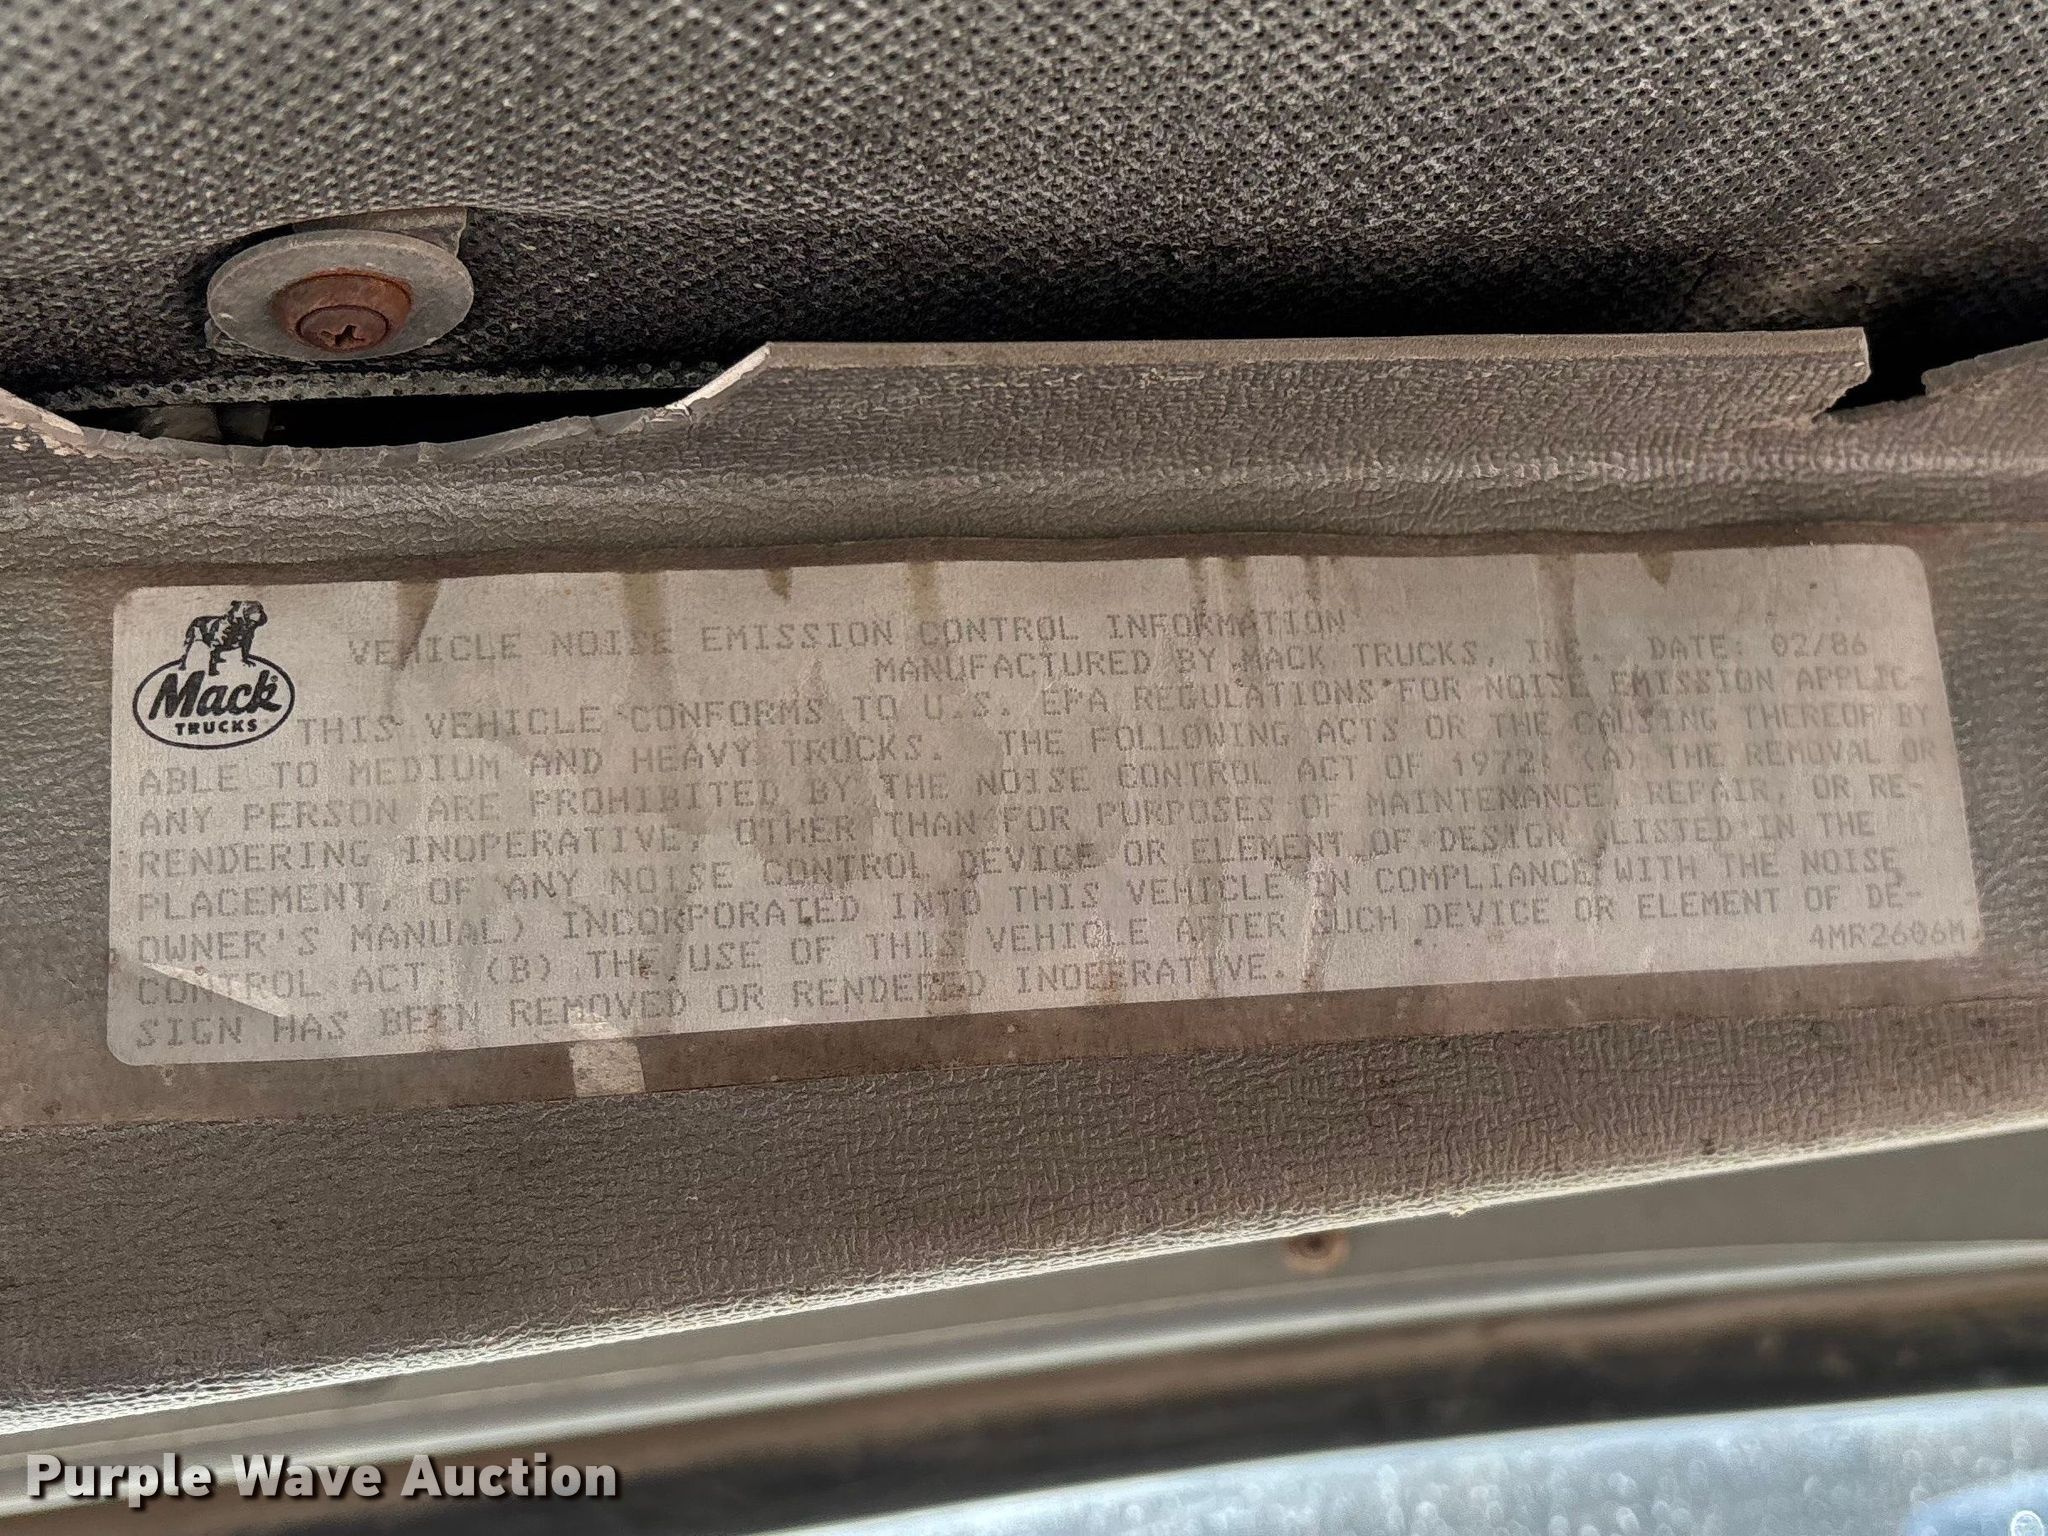 Mack
TRUCKS
VEHICLE NOISE EMISSION CONTROL INFORMATION
MANUFACTURED BY MACK TRUCKS, INC. DATE: 02/86
THIS VEHICLE CONFORMS TO U.S. EPA REGULATIONS FOR NOISE EMISSION APPLIC-
ABLE TO MEDIUM AND HEAVY TRUCKS. THE FOLLOWING ACTS OR THE CAUSING THEREOF BY
ANY PERSON ARE PROHIBITED BY THE NOISE CONTROL ACT OF 1972: (A) THE REMOVAL OR
RENDERING INOPERATIVE, OTHER THAN FOR PURPOSES OF MAINTENANCE, REPAIR, OR RE-
PLACEMENT, OF ANY NOISE CONTROL DEVICE OR ELEMENT OF DESIGN (LISTED IN THE
OWNER'S MANUAL) INCORPORATED INTO THIS VEHICLE IN COMPLIANCE WITH THE NOISE
CONTROL ACT: (B) THE USE OF THIS VEHICLE AFTER SUCH DEVICE OR ELEMENT OF DE-
SIGN HAS BEEN REMOVED OR RENDERED INOPERATIVE.
4MR2606M
Purple Wave Auction